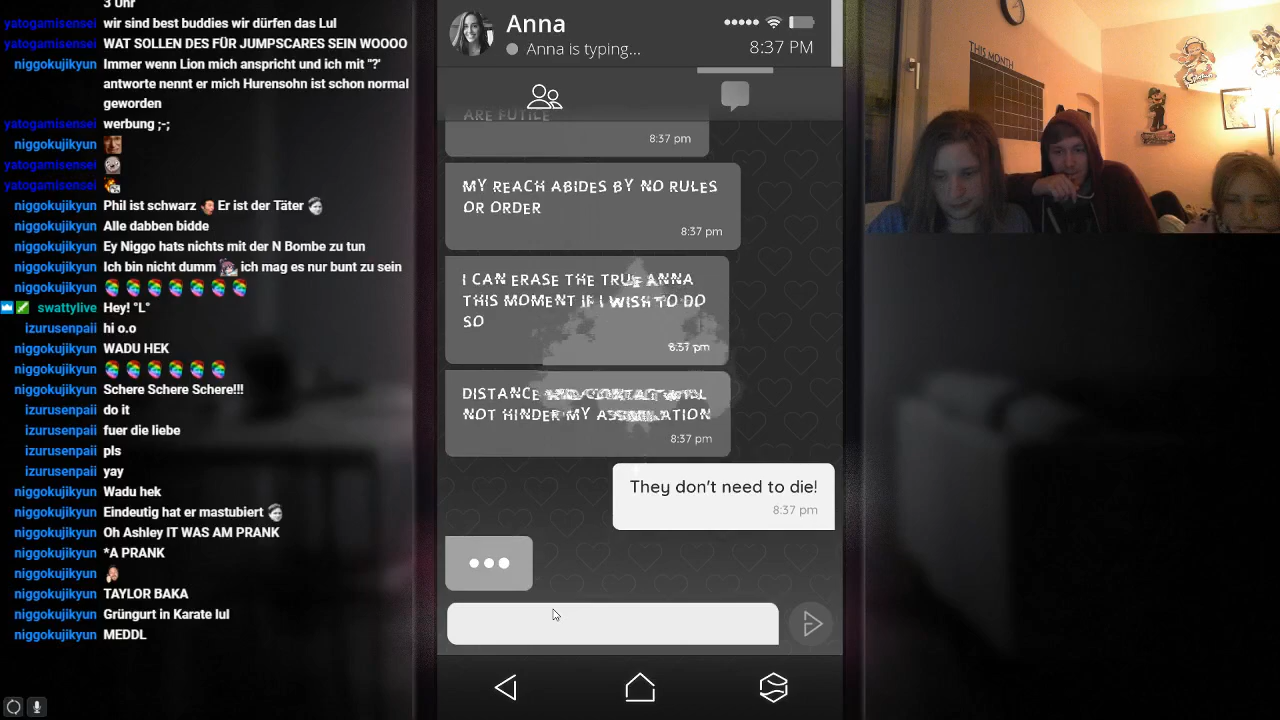 3 Uhr
yatogamisensei wir sind best buddies wir dürfen das Lul
yatogamisensei WAT SOLLEN DES FÜR JUMPSCARES SEIN WOOOO
niggokujikyun Immer wenn Lion mich anspricht und ich mit "?'
antworte nennt er mich Hurensohn ist schon normal
geworden
yatogamisensei werbung ;-;
niggokujikyun
yatogamisensei
yatogamisensei
niggokujikyun Phil ist schwarz Er ist der Täter
niggokujikyun Alle dabben bidde
niggokujikyun Ey Niggo hats nichts mit der N Bombe zu tun
niggokujikyun Ich bin nicht dumm ich mag es nur bunt zu sein
niggokujikyun
swattylive Hey! °L°
izurusenpaii hi o.o
niggokujikyun WADU HEK
niggokujikyun
niggokujikyun Schere Schere Schere!!!
izurusenpaii do it
izurusenpaii fuer die liebe
izurusenpaii pls
izurusenpaii yay
niggokujikyun Wadu hek
niggokujikyun Eindeutig hat er mastubiert
niggokujikyun Oh Ashley IT WAS AM PRANK
niggokujikyun *A PRANK
niggokujikyun
niggokujikyun TAYLOR BAKA
niggokujikyun Grüngurt in Karate lul
niggokujikyun MEDDL
Anna
Anna is typing...
8:37 PM
ARE FUTILE
8:37 pm
MY REACH ABIDES BY NO RULES
OR ORDER
8:37 pm
I CAN ERASE THE TRUE ANNA
THIS MOMENT IF I WISH TO DO
SO
8:37 pm
DISTANCE AND CONTACT WILL
NOT HINDER MY ASSIMILATION
8:37 pm
They don't need to die!
8:37 pm
THIS MONTH